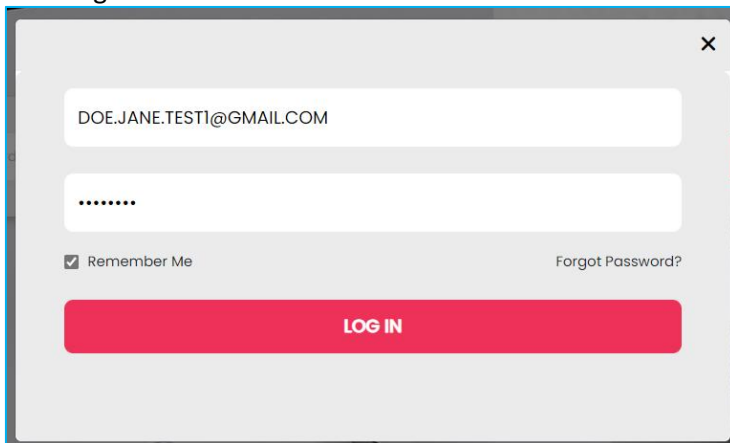 ×
DOE.JANE.TEST1@GMAIL.COM
••••••••
Remember Me Forgot Password?
LOG IN